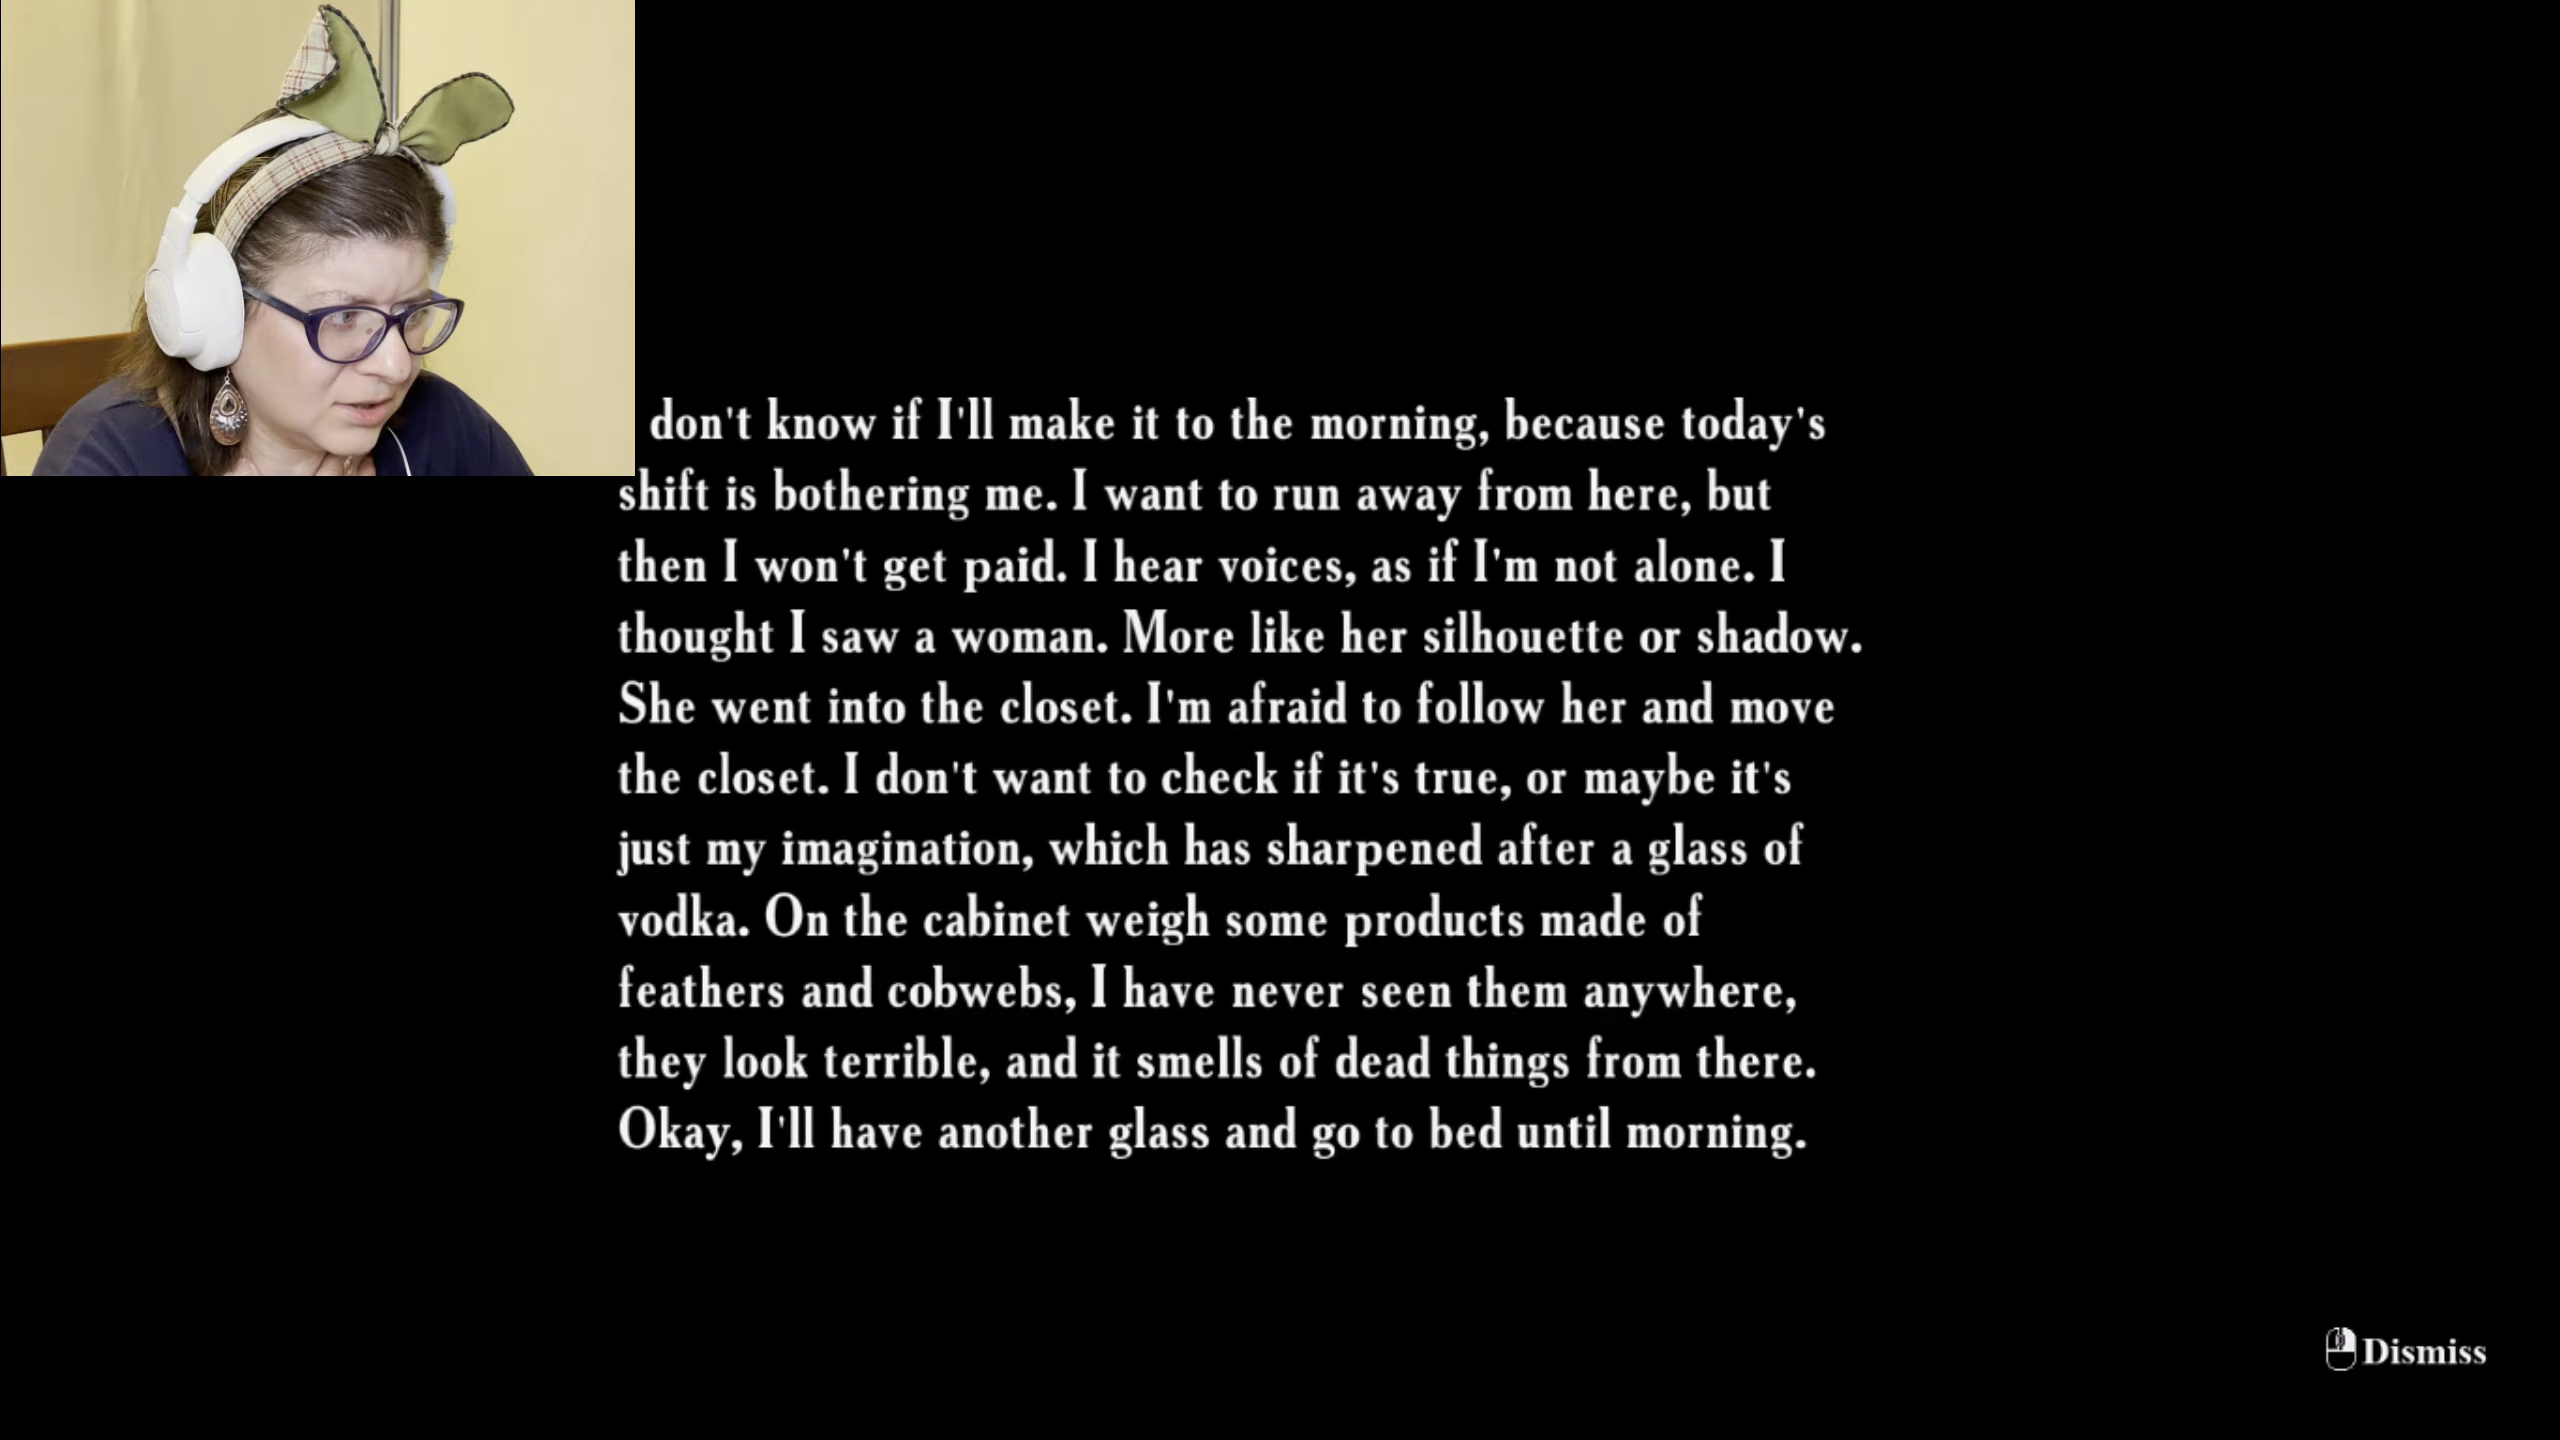 don't know if I'll make it to the morning, because today's
shift is bothering me. I want to run away from here, but
then I won't get paid. I hear voices, as if I'm not alone. I
thought I saw a woman. More like her silhouette or shadow.
She went into the closet. I'm afraid to follow her and move
the closet. I don't want to check if it's true, or maybe it's
just my imagination, which has sharpened after a glass of
vodka. On the cabinet weigh some products made of
feathers and cobwebs, I have never seen them anywhere,
they look terrible, and it smells of dead things from there.
Okay, I'll have another glass and go to bed until morning.
Dismiss